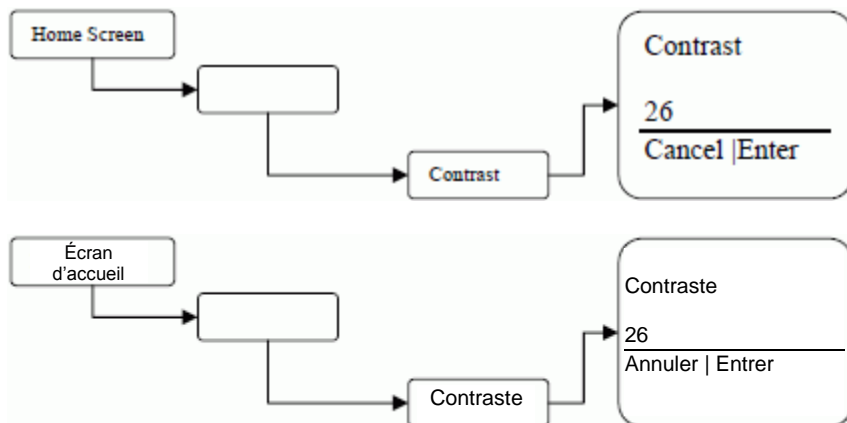 Home Screen
Contrast
Contrast
26
Cancel |Enter
Écran
d'accueil
Contraste
Contraste
26
Annuler | Entrer